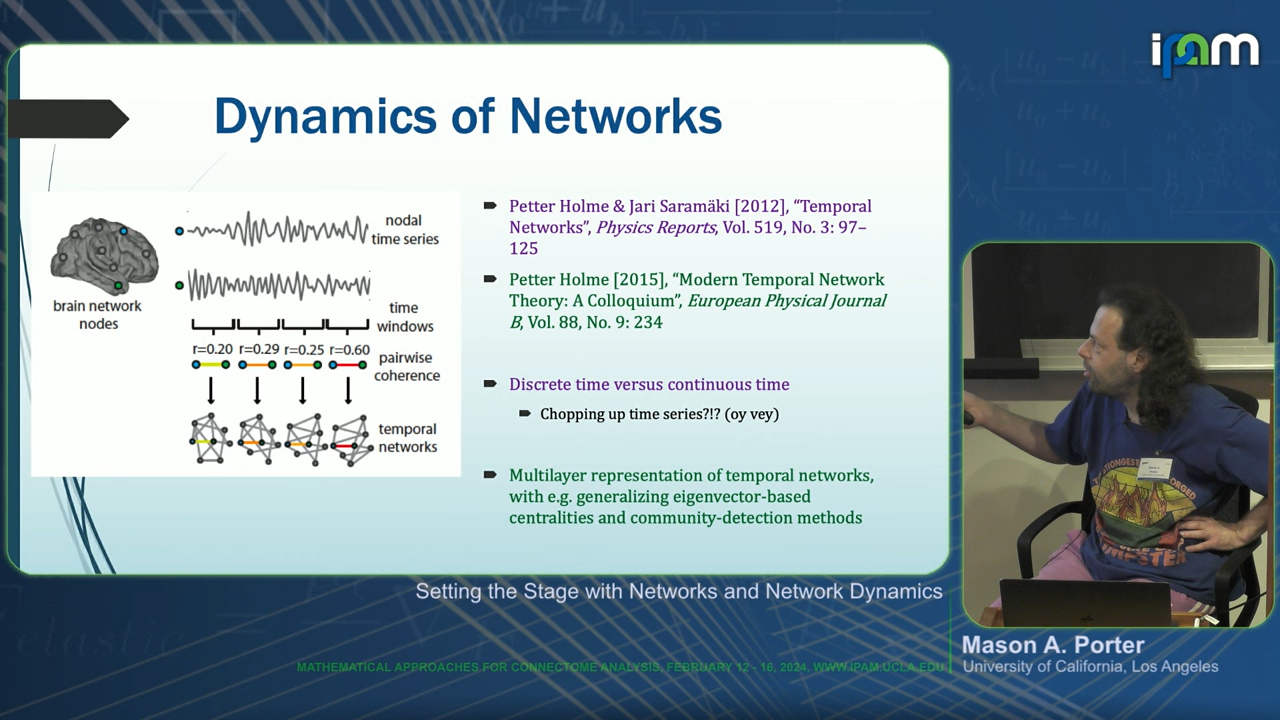 ipam
Dynamics of Networks
nodal
time series
brain network
nodes
time
windows
r=0.20 r=0.29 r=0.25 r=0.60
pairwise
coherence
temporal
networks
Petter Holme & Jari Saramäki [2012], “Temporal
Networks”, Physics Reports, Vol. 519, No. 3: 97–
125
Petter Holme [2015], “Modern Temporal Network
Theory: A Colloquium”, European Physical Journal
B, Vol. 88, No. 9: 234
Discrete time versus continuous time
Chopping up time series?!? (oy vey)
Multilayer representation of temporal networks,
with e.g. generalizing eigenvector-based
centralities and community-detection methods
Setting the Stage with Networks and Network Dynamics
MATHEMATICAL APPROACHES FOR CONNECTOME ANALYSIS, FEBRUARY 12 - 16, 2024, WWW.IPAM.UCLA.EDU
Mason A. Porter
University of California, Los Angeles
elastic